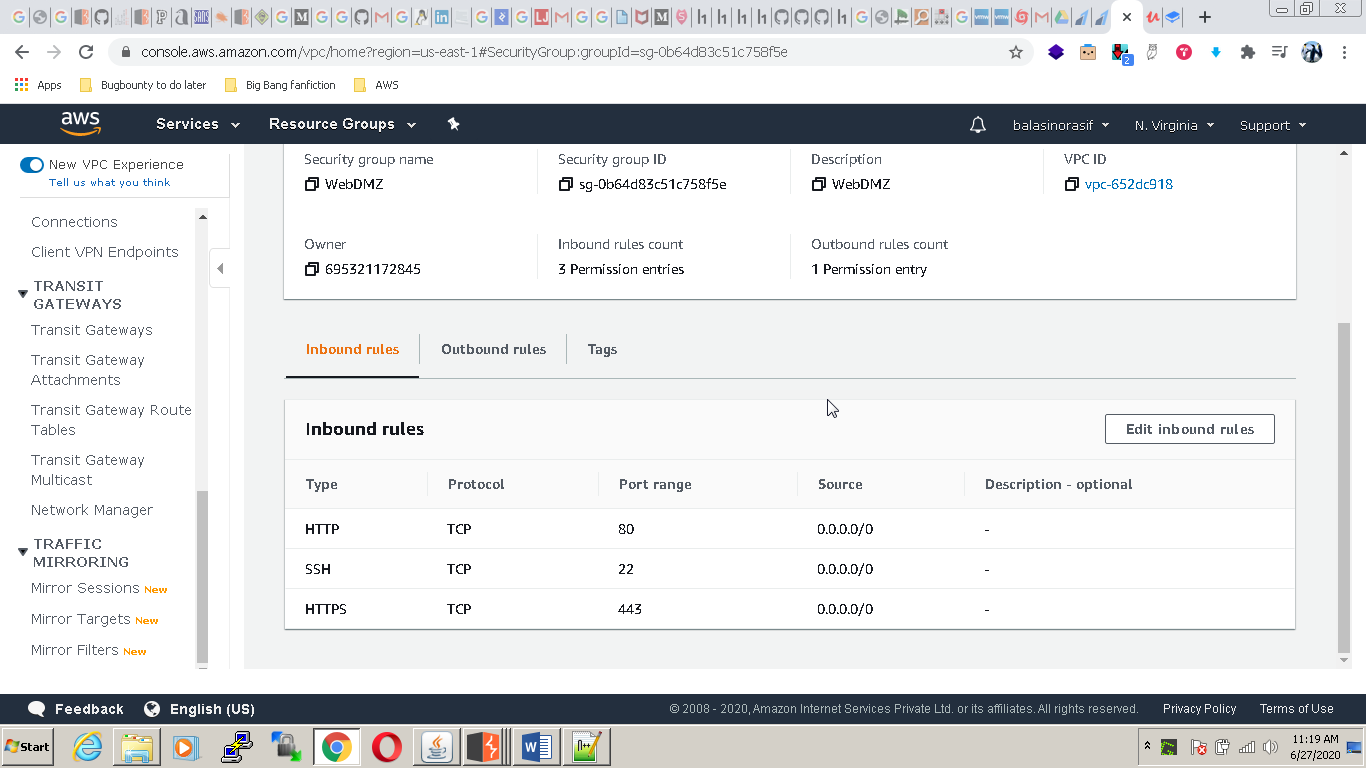 console.aws.amazon.com/vpc/home?region=us-east-1#SecurityGroup:groupId=sg-0b64d83c51c758f5e
2
Apps Bugbounty to do later Big Bang fanfiction AWS
aws Services Resource Groups balasinorasif N. Virginia Support
New VPC Experience
Tell us what you think
Connections
Client VPN Endpoints
TRANSIT
GATEWAYS
Transit Gateways
Transit Gateway
Attachments
Transit Gateway Route
Tables
Transit Gateway
Multicast
Network Manager
TRAFFIC
MIRRORING
Mirror Sessions New
Mirror Targets New
Mirror Filters New
Security group name Security group ID Description VPC ID
WebDMZ sg-0b64d83c51c758f5e WebDMZ vpc-652dc918
Owner Inbound rules count Outbound rules count
695321172845 3 Permission entries 1 Permission entry
Inbound rules Outbound rules Tags
Inbound rules Edit inbound rules
Type Protocol Port range Source Description - optional
HTTP TCP 80 0.0.0.0/0 -
SSH TCP 22 0.0.0.0/0 -
HTTPS TCP 443 0.0.0.0/0 -
Feedback English (US) © 2008 - 2020, Amazon Internet Services Private Ltd. or its affiliates. All rights reserved. Privacy Policy Terms of Use
Start 11:19 AM
6/27/2020